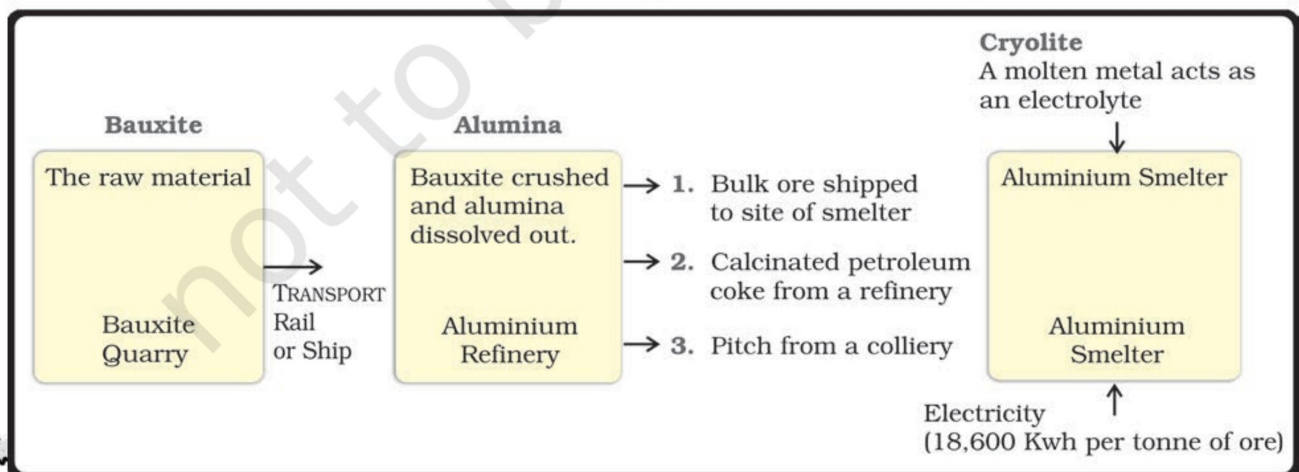 Cryolite
A molten metal acts as
an electrolyte
Bauxite
The raw material
Bauxite
Quarry
TRANSPORT
Rail
or Ship
Alumina
Bauxite crushed
and alumina
dissolved out.
Aluminium
Refinery
1. Bulk ore shipped
to site of smelter
2. Calcinated petroleum
coke from a refinery
3. Pitch from a colliery
Aluminium Smelter
Aluminium
Smelter
Electricity
(18,600 Kwh per tonne of ore)
not to b